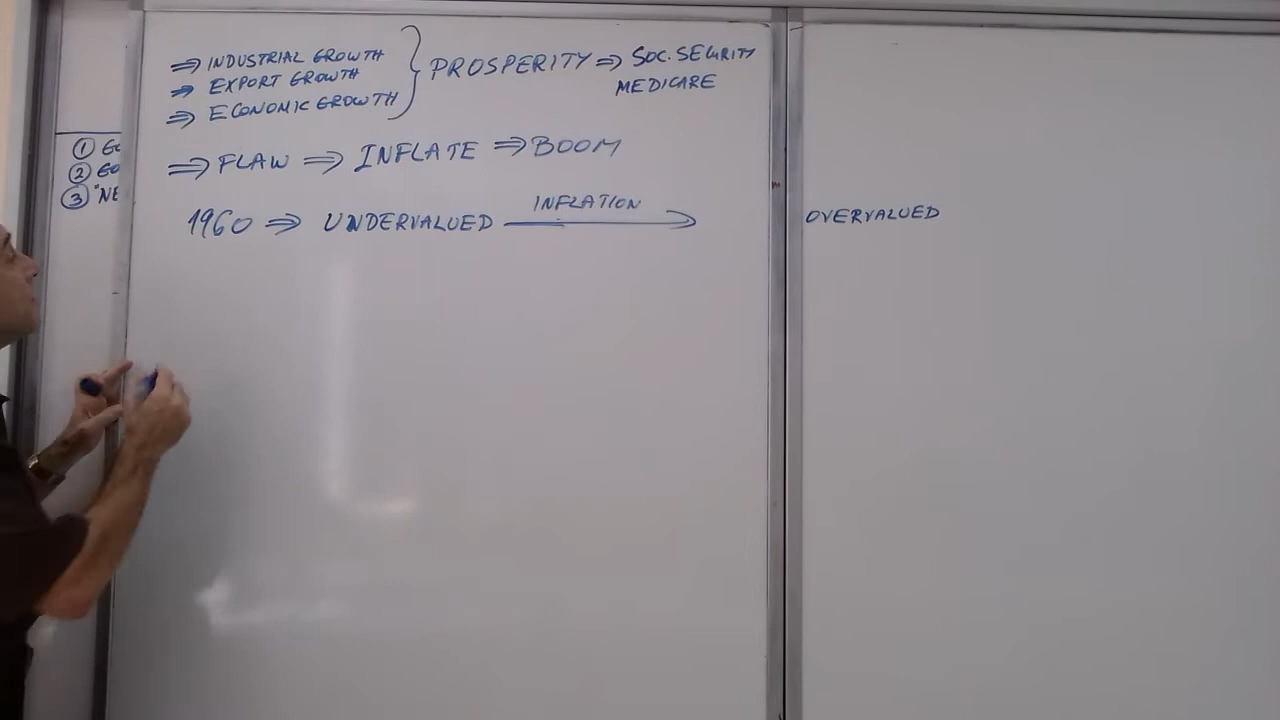 ⇒ INDUSTRIAL GROWTH
⇒ EXPORT GROWTH
⇒ ECONOMIC GROWTH
} PROSPERITY ⇒ SOC. SECURITY
MEDICARE
⇒ FLAW ⇒ INFLATE ⇒ BOOM
1960 ⇒ UNDERVALUED INFLATION → OVERVALUED
①
②
③ "NE